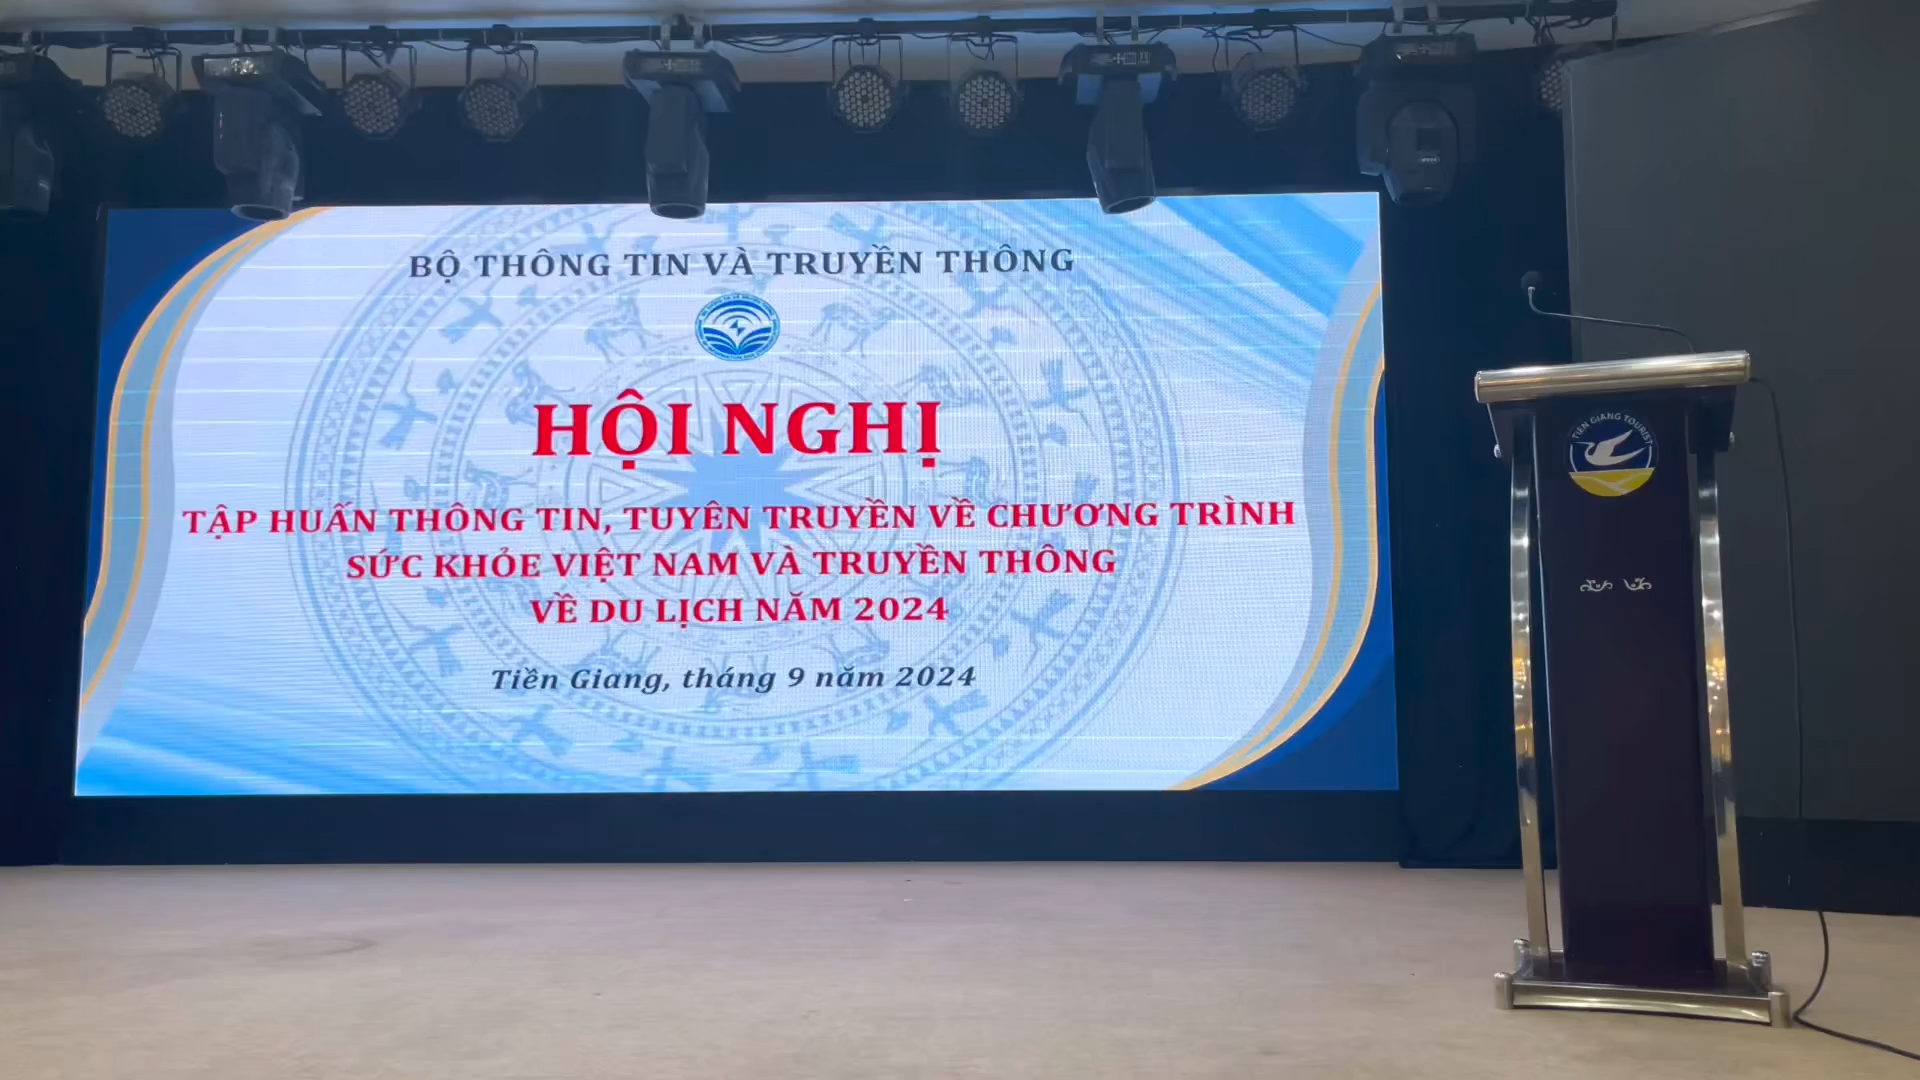 BỘ THÔNG TIN VÀ TRUYỀN THÔNG
HỘI NGHỊ
TẬP HUẤN THÔNG TIN, TUYÊN TRUYỀN VỀ CHƯƠNG TRÌNH
SỨC KHỎE VIỆT NAM VÀ TRUYỀN THÔNG
VỀ DU LỊCH NĂM 2024
Tiền Giang, tháng 9 năm 2024
TIEN GIANG TOURIST